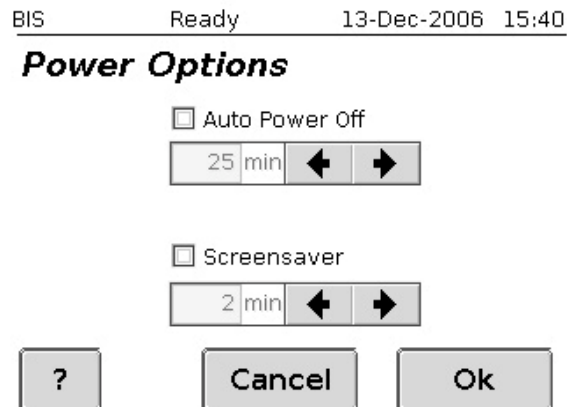 BIS Ready 13-Dec-2006 15:40
Power Options
Auto Power Off
25 min
Screensaver
2 min
? Cancel Ok